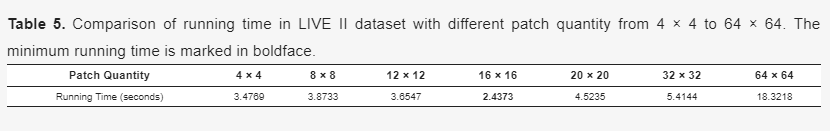 Table 5. Comparison of running time in LIVE II dataset with different patch quantity from 4 × 4 to 64 × 64. The
minimum running time is marked in boldface.
Patch Quantity 4 × 4 8 × 8 12 × 12 16 × 16 20 × 20 32 × 32 64 × 64
Running Time (seconds) 3.4769 3.8733 3.6547 2.4373 4.5235 5.4144 18.3218